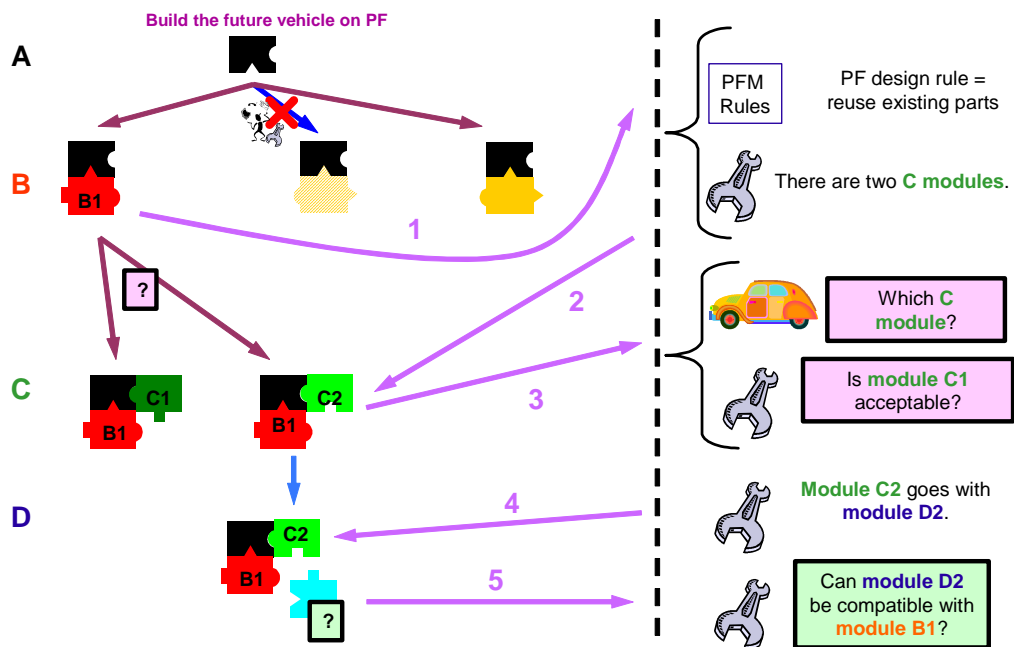 Build the future vehicle on PF
A
PFM
Rules
PF design rule =
reuse existing parts
B
B1
There are two C modules.
1
2
?
Which C
module?
C
C1
B1
C2
B1
3
Is module C1
acceptable?
D
4
Module C2 goes with
module D2.
C2
B1
5
?
Can module D2
be compatible with
module B1?